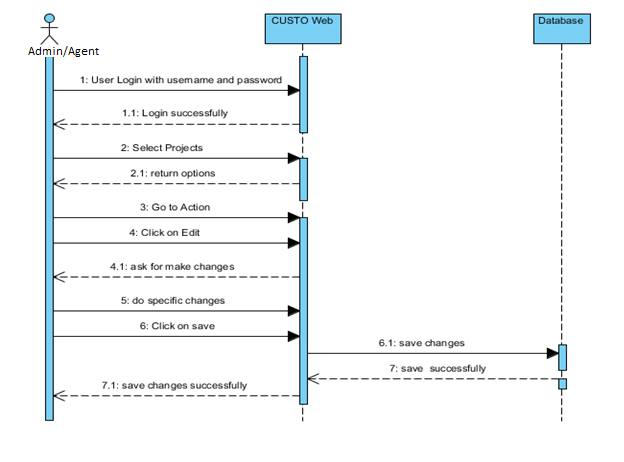 CUSTO Web
Database
Admin/Agent
1: User Login with username and password
1.1: Login successfully
2: Select Projects
2.1: return options
3: Go to Action
4: Click on Edit
4.1: ask for make changes
5: do specific changes
6: Click on save
6.1: save changes
7: save successfully
7.1: save changes successfully